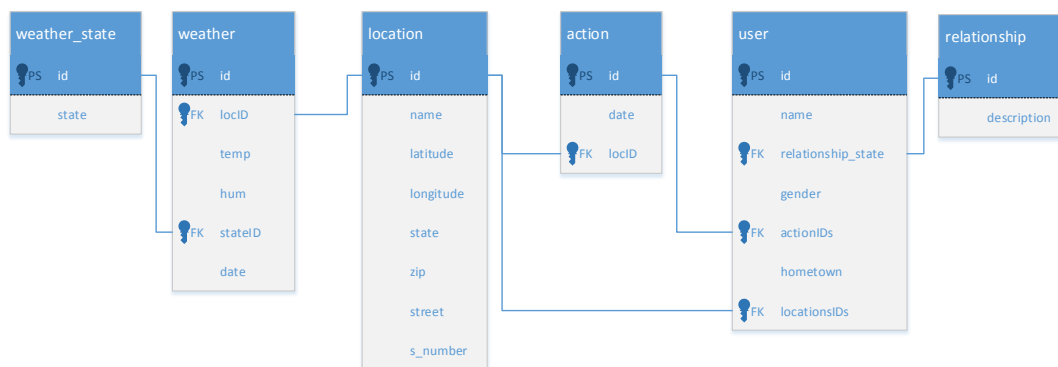 weather_state
PS id
state
weather
PS id
FK locID
temp
hum
FK stateID
date
location
PS id
name
latitude
longitude
state
zip
street
s_number
action
PS id
date
FK locID
user
PS id
name
FK relationship_state
gender
FK actionIDs
hometown
FK locationsIDs
relationship
PS id
description